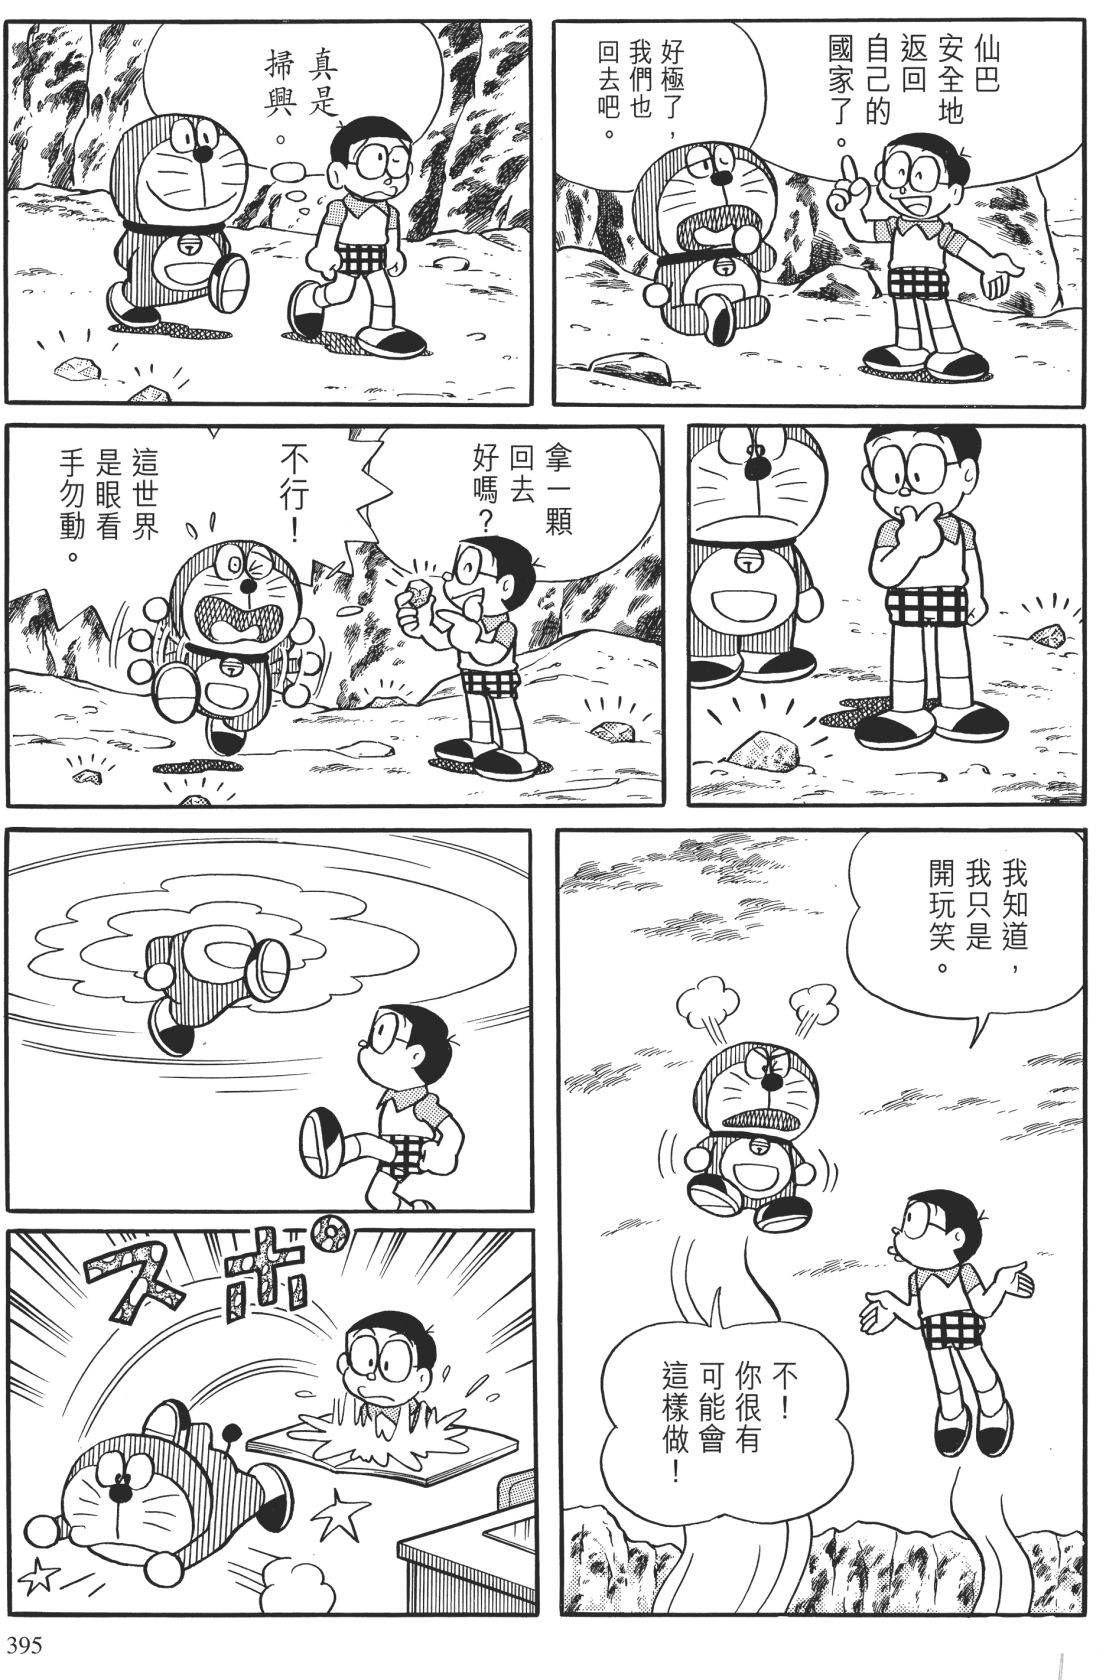 仙巴
安全地
返回
自己的
國家了。
好極了，
我們也
回去吧。
真是
掃興。
拿一顆
回去
好嗎？
不行！
這世界
是眼看
手勿動。
我知道，
我只是
開玩笑。
不！
你很有
可能會
這樣做！
スポ
395